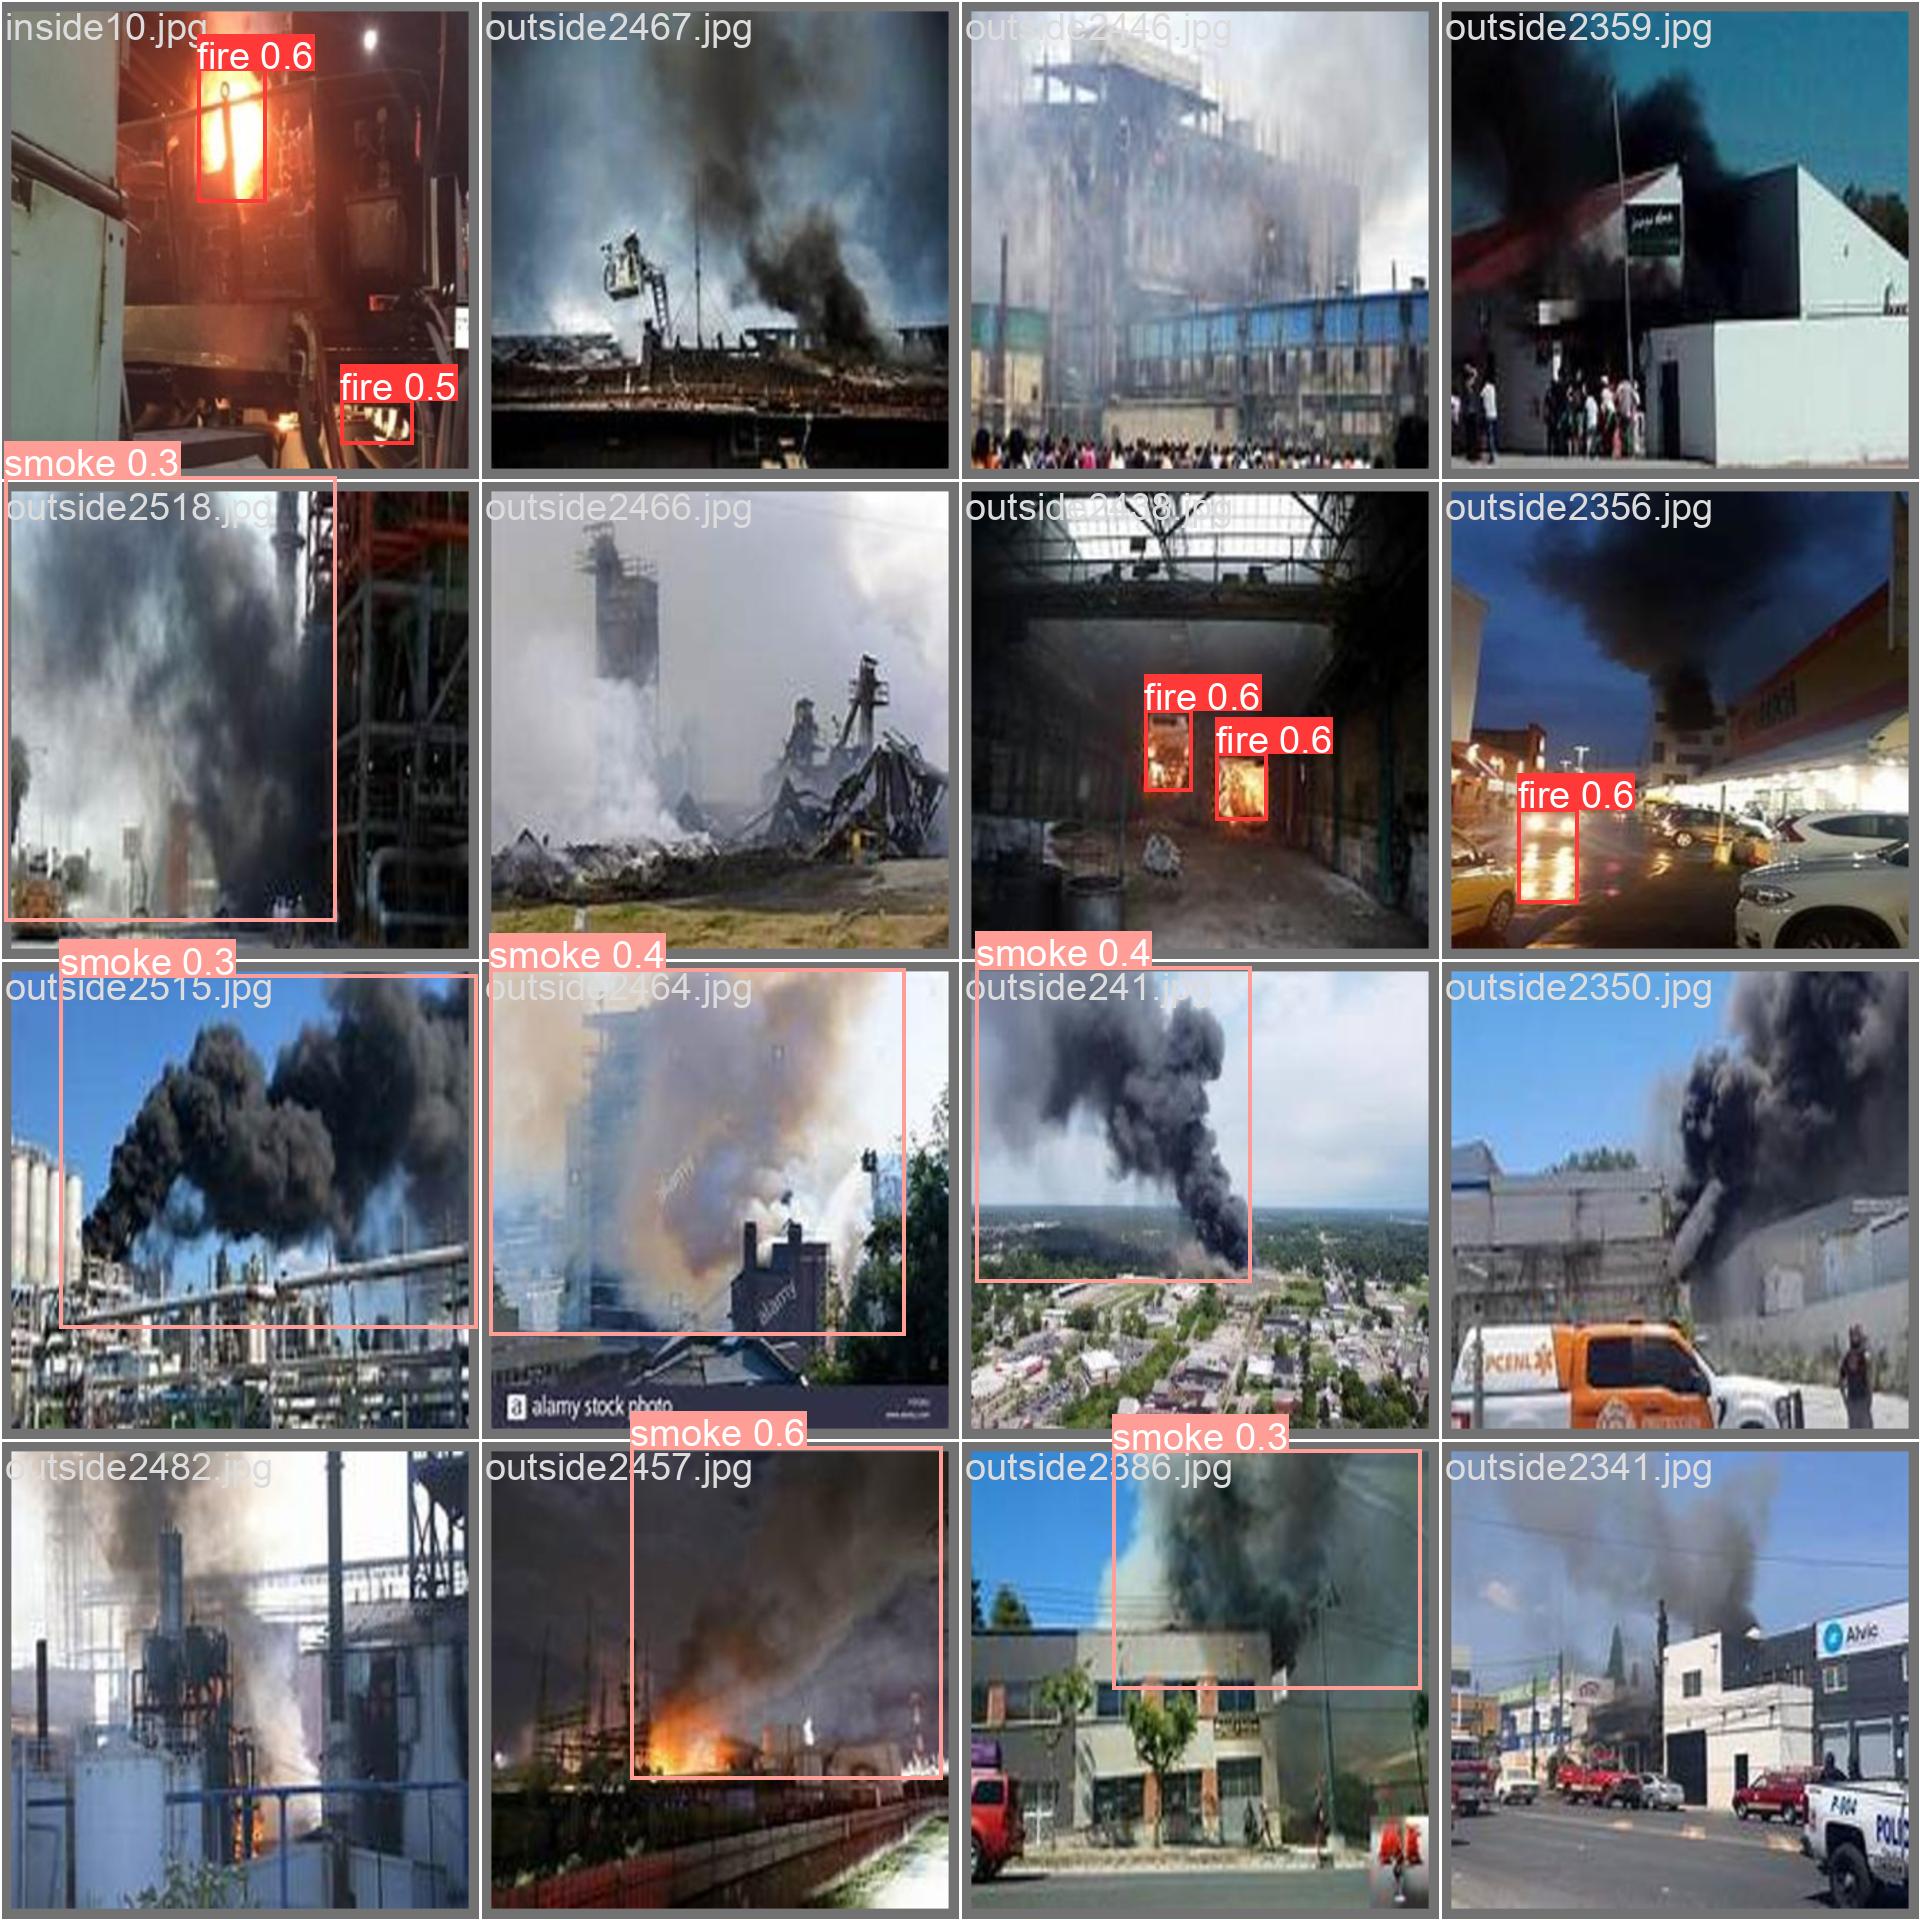 inside10.jpg
fire 0.6
fire 0.5
outside2467.jpg
outside2446.jpg
outside2359.jpg
smoke 0.3
outside2518.jpg
outside2466.jpg
outside2438.jpg
fire 0.6
fire 0.6
outside2356.jpg
fire 0.6
smoke 0.3
outside2515.jpg
smoke 0.4
outside2464.jpg
alamy
alamy
a alamy stock photo
smoke 0.4
outside241.jpg
outside2350.jpg
PCENL
outside2482.jpg
smoke 0.6
outside2457.jpg
smoke 0.3
outside2386.jpg
outside2341.jpg
Alvic
P-004
POLIC